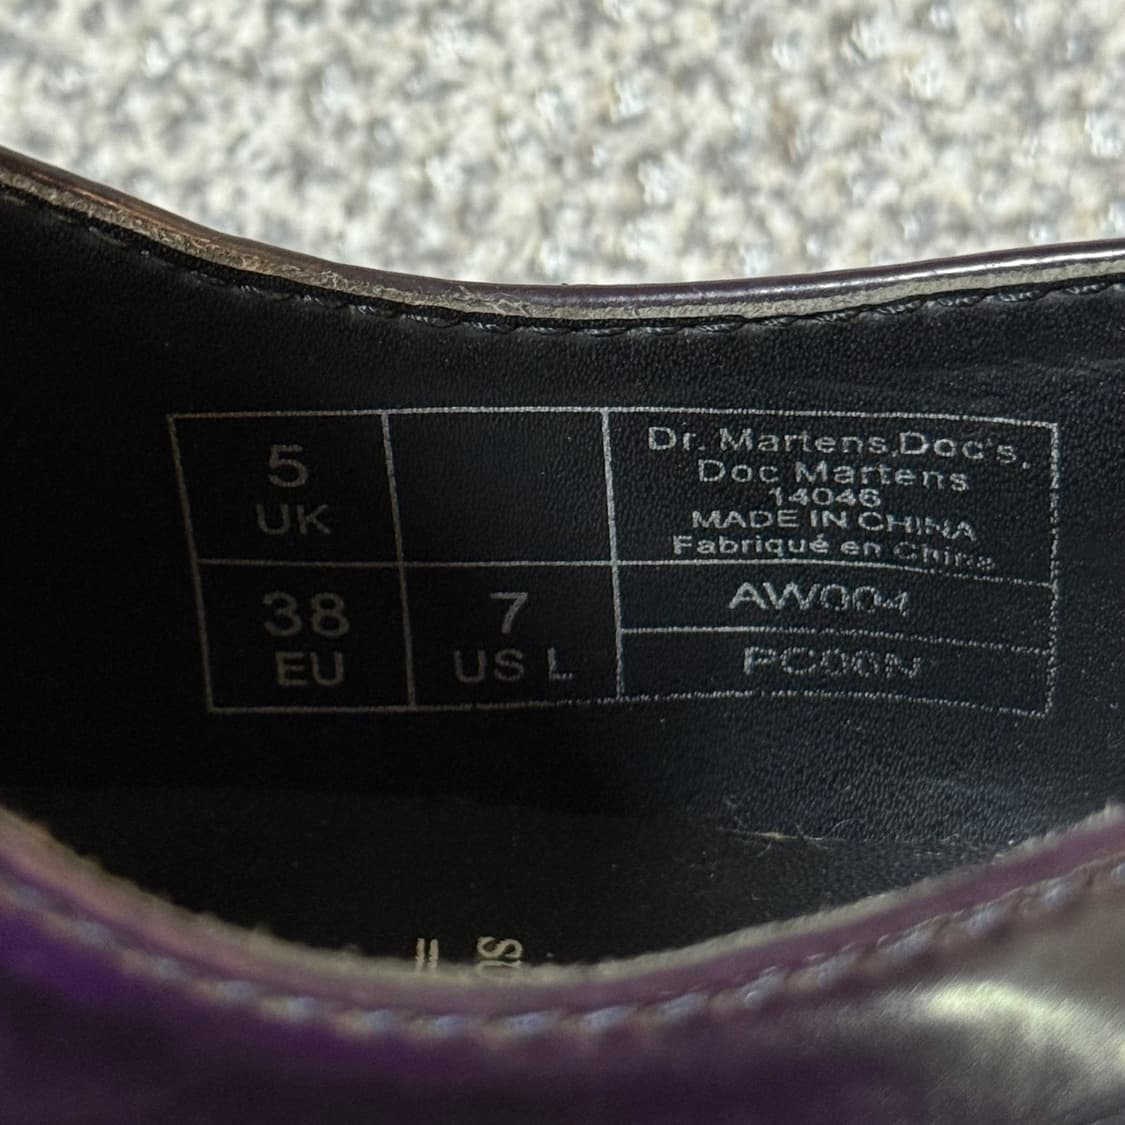 5
UK
38
EU
7
US L
Dr. Martens,Doc's,
Doc Martens
14046
MADE IN CHINA
Fabriqué en Chine
AW004
PC00N